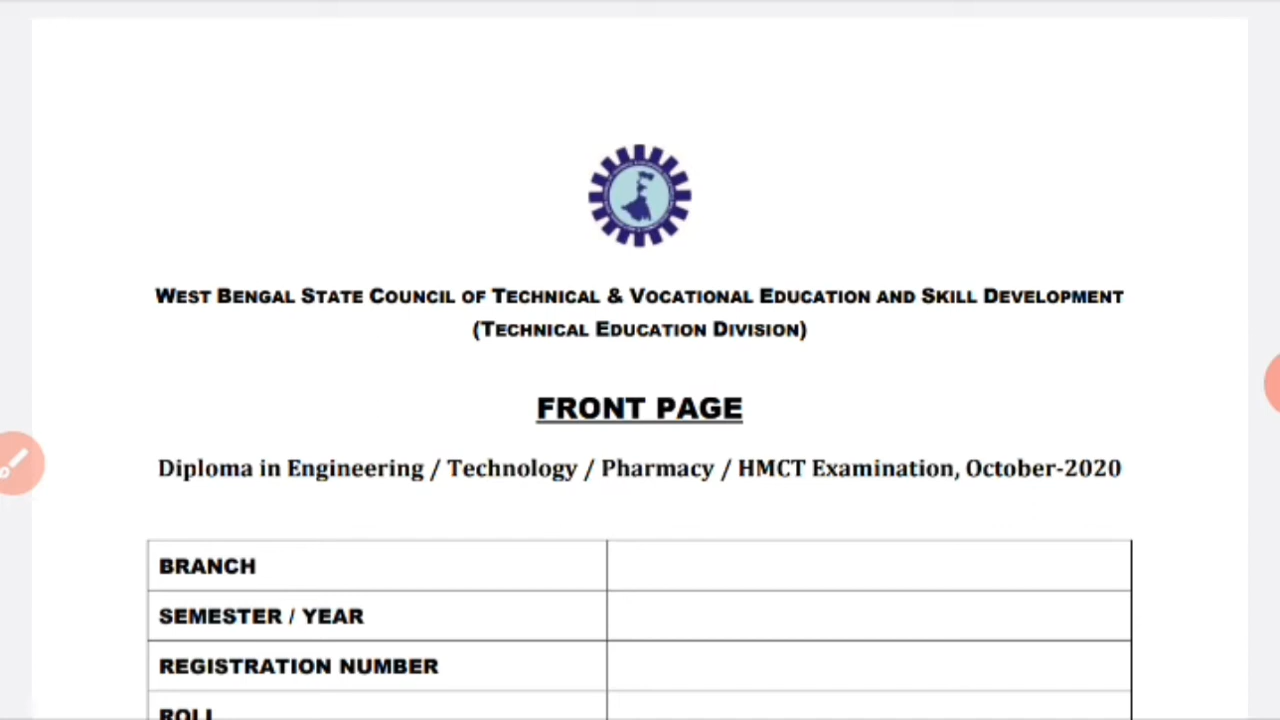 WEST BENGAL STATE COUNCIL OF TECHNICAL & VOCATIONAL EDUCATION AND SKILL DEVELOPMENT
(TECHNICAL EDUCATION DIVISION)
FRONT PAGE
Diploma in Engineering / Technology / Pharmacy / HMCT Examination, October-2020
BRANCH
SEMESTER / YEAR
REGISTRATION NUMBER
ROLL